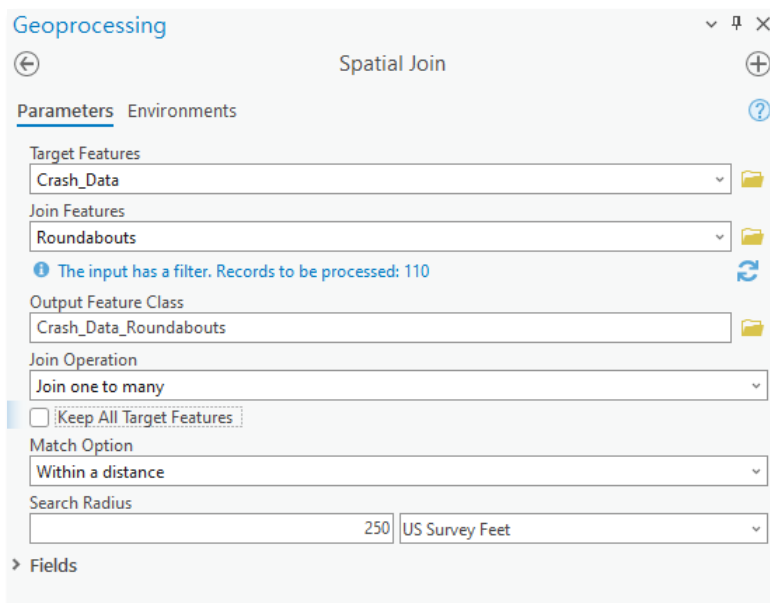 Geoprocessing
Spatial Join
Parameters Environments
Target Features
Crash_Data
Join Features
Roundabouts
The input has a filter. Records to be processed: 110
Output Feature Class
Crash_Data_Roundabouts
Join Operation
Join one to many
Keep All Target Features
Match Option
Within a distance
Search Radius
250 US Survey Feet
Fields